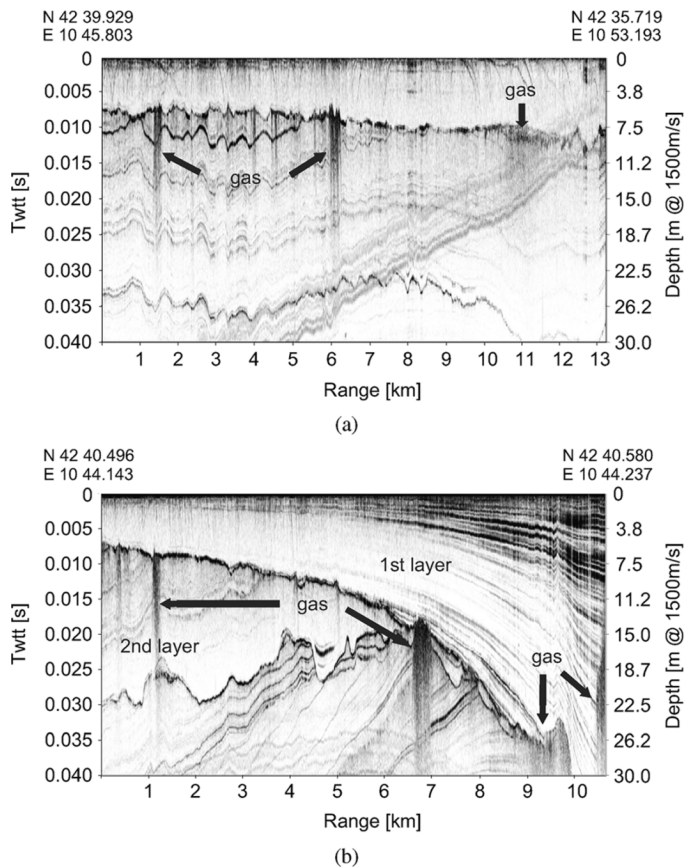 N 42 39.929 N 42 35.719
E 10 45.803 E 10 53.193
0 0
0.005 3.8
gas
0.010 7.5
0.015 11.2
gas
0.020 15.0
0.025 18.7
0.030 22.5
0.035 26.2
0.040 30.0
Twtt [s]
Depth [m @ 1500m/s]
1 2 3 4 5 6 7 8 9 10 11 12 13
Range [km]
(a)
N 42 40.496 N 42 40.580
E 10 44.143 E 10 44.237
0 0
0.005 3.8
0.010 7.5
1st layer
0.015 11.2
gas
0.020 15.0
2nd layer
gas
0.025 18.7
0.030 22.5
0.035 26.2
0.040 30.0
Twtt [s]
Depth [m @ 1500m/s]
1 2 3 4 5 6 7 8 9 10
Range [km]
(b)